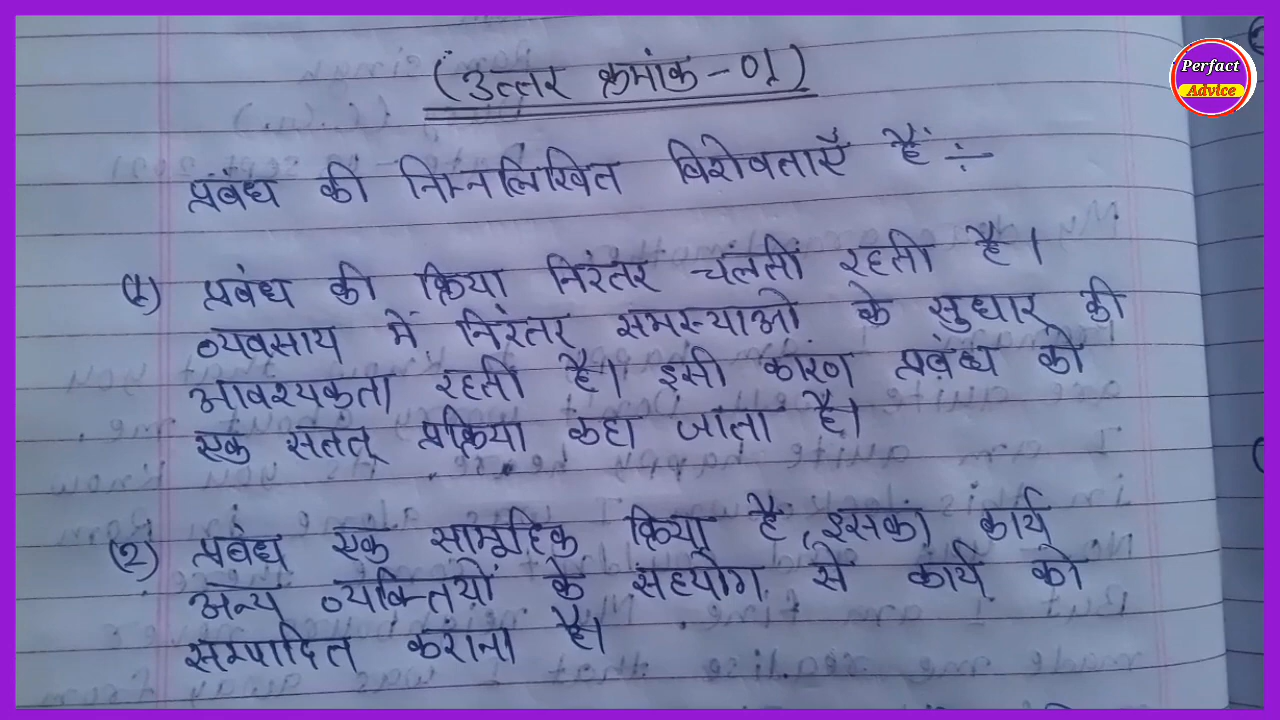 (उत्तर क्रमांक - 01)
Perfact
Advice
प्रबंध की निम्नलिखित विशेषताएँ हैं ÷
(1) प्रबंध की क्रिया निरंतर चलती रहती है।
व्यवसाय में निरंतर समस्याओं के सुधार की
आवश्यकता रहती है। इसी कारण प्रबंध को
एक सतत् प्रक्रिया कहा जाता है।
(2) प्रबंध एक सामूहिक क्रिया है, इसका कार्य
अन्य व्यक्तियों के सहयोग से कार्य को
सम्पादित कराना है।